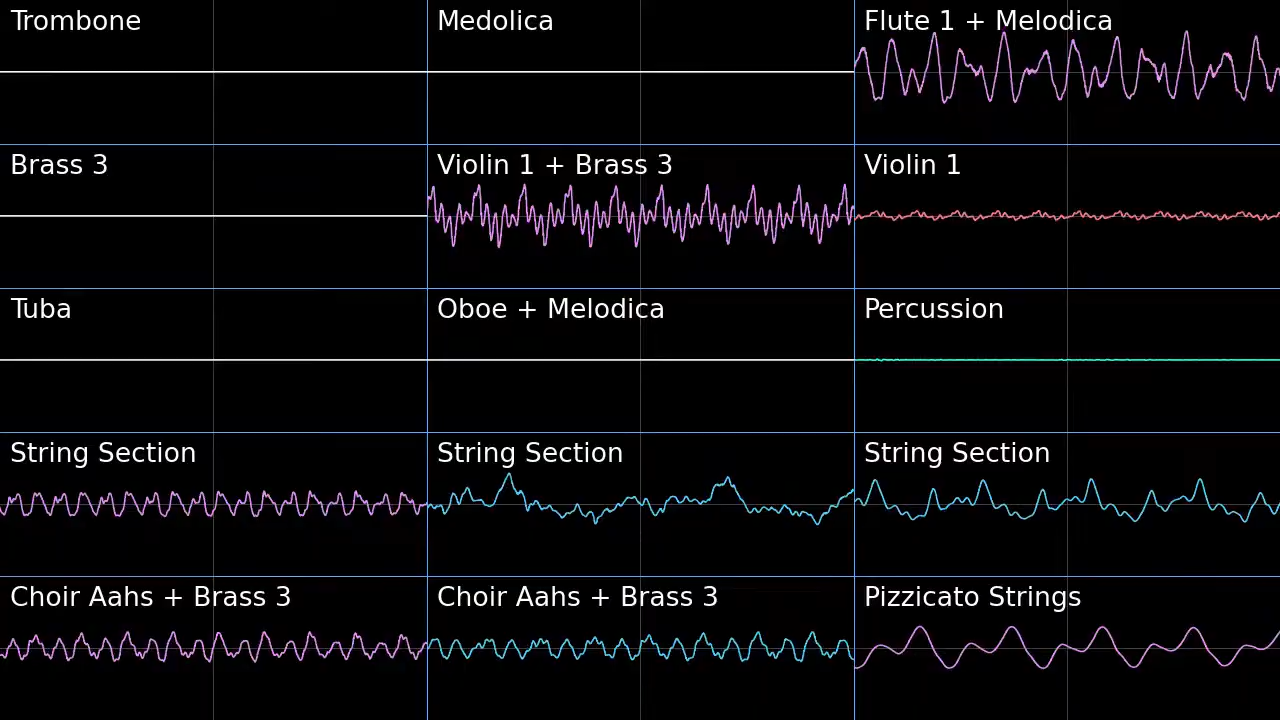 Trombone
Medolica
Flute 1 + Melodica
Brass 3
Violin 1 + Brass 3
Violin 1
Tuba
Oboe + Melodica
Percussion
String Section
String Section
String Section
Choir Aahs + Brass 3
Choir Aahs + Brass 3
Pizzicato Strings